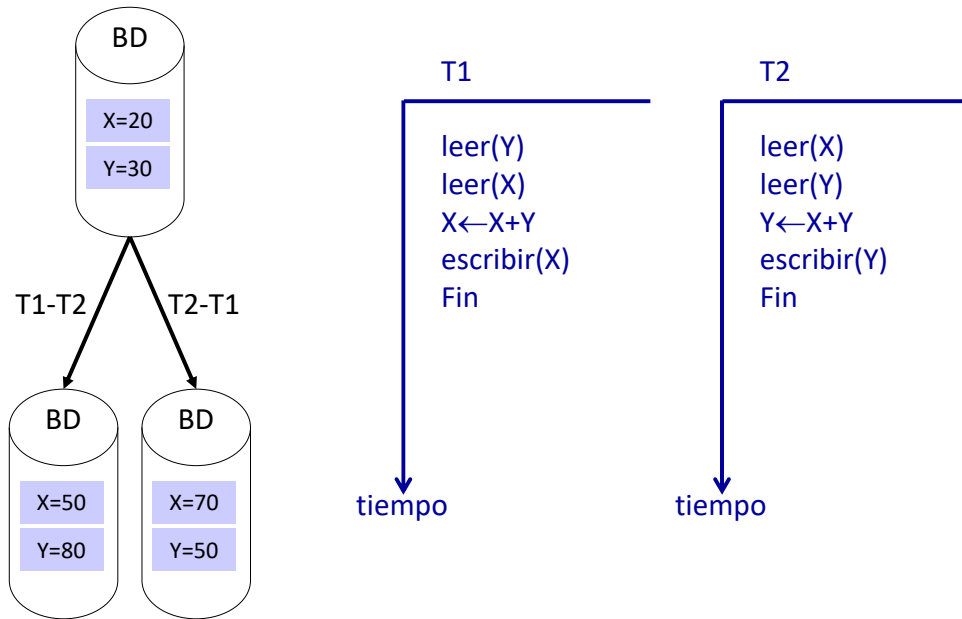 BD
X=20
Y=30
T1-T2
T2-T1
BD
X=50
Y=80
BD
X=70
Y=50
T1
leer(Y)
leer(X)
X←X+Y
escribir(X)
Fin
tiempo
T2
leer(X)
leer(Y)
Y←X+Y
escribir(Y)
Fin
tiempo